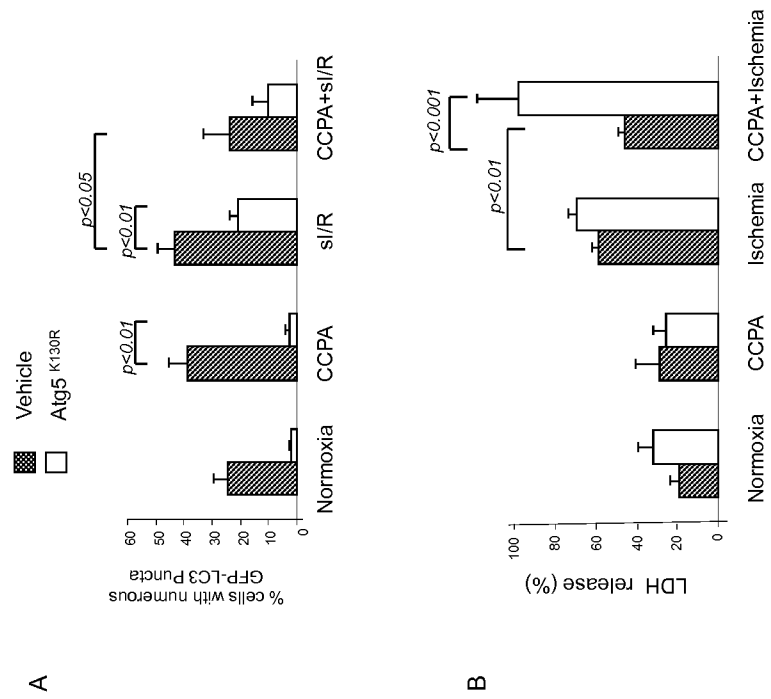 A
Vehicle
Atg5 K130R
% cells with numerous
GFP-LC3 Puncta
60
50
40
30
20
10
0
p<0.01
p<0.01
p<0.05
Normoxia
CCPA
sI/R
CCPA+sI/R
B
LDH release (%)
100
80
60
40
20
0
p<0.01
p<0.001
Normoxia
CCPA
Ischemia
CCPA+Ischemia